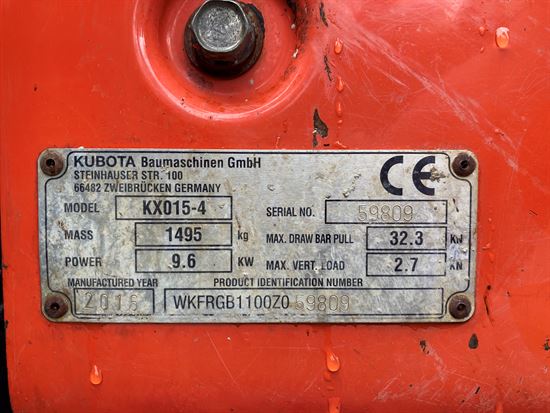 KUBOTA Baumaschinen GmbH
STEINHAUSER STR. 100
66482 ZWEIBRÜCKEN GERMANY
CE
MODEL KX015-4
SERIAL NO. 59809
MASS 1495 kg
MAX. DRAW BAR PULL 32.3 KN
POWER 9.6 KW
MAX. VERT. LOAD 2.7 KN
MANUFACTURED YEAR PRODUCT IDENTIFICATION NUMBER
2016 WKFRGB1100Z059809